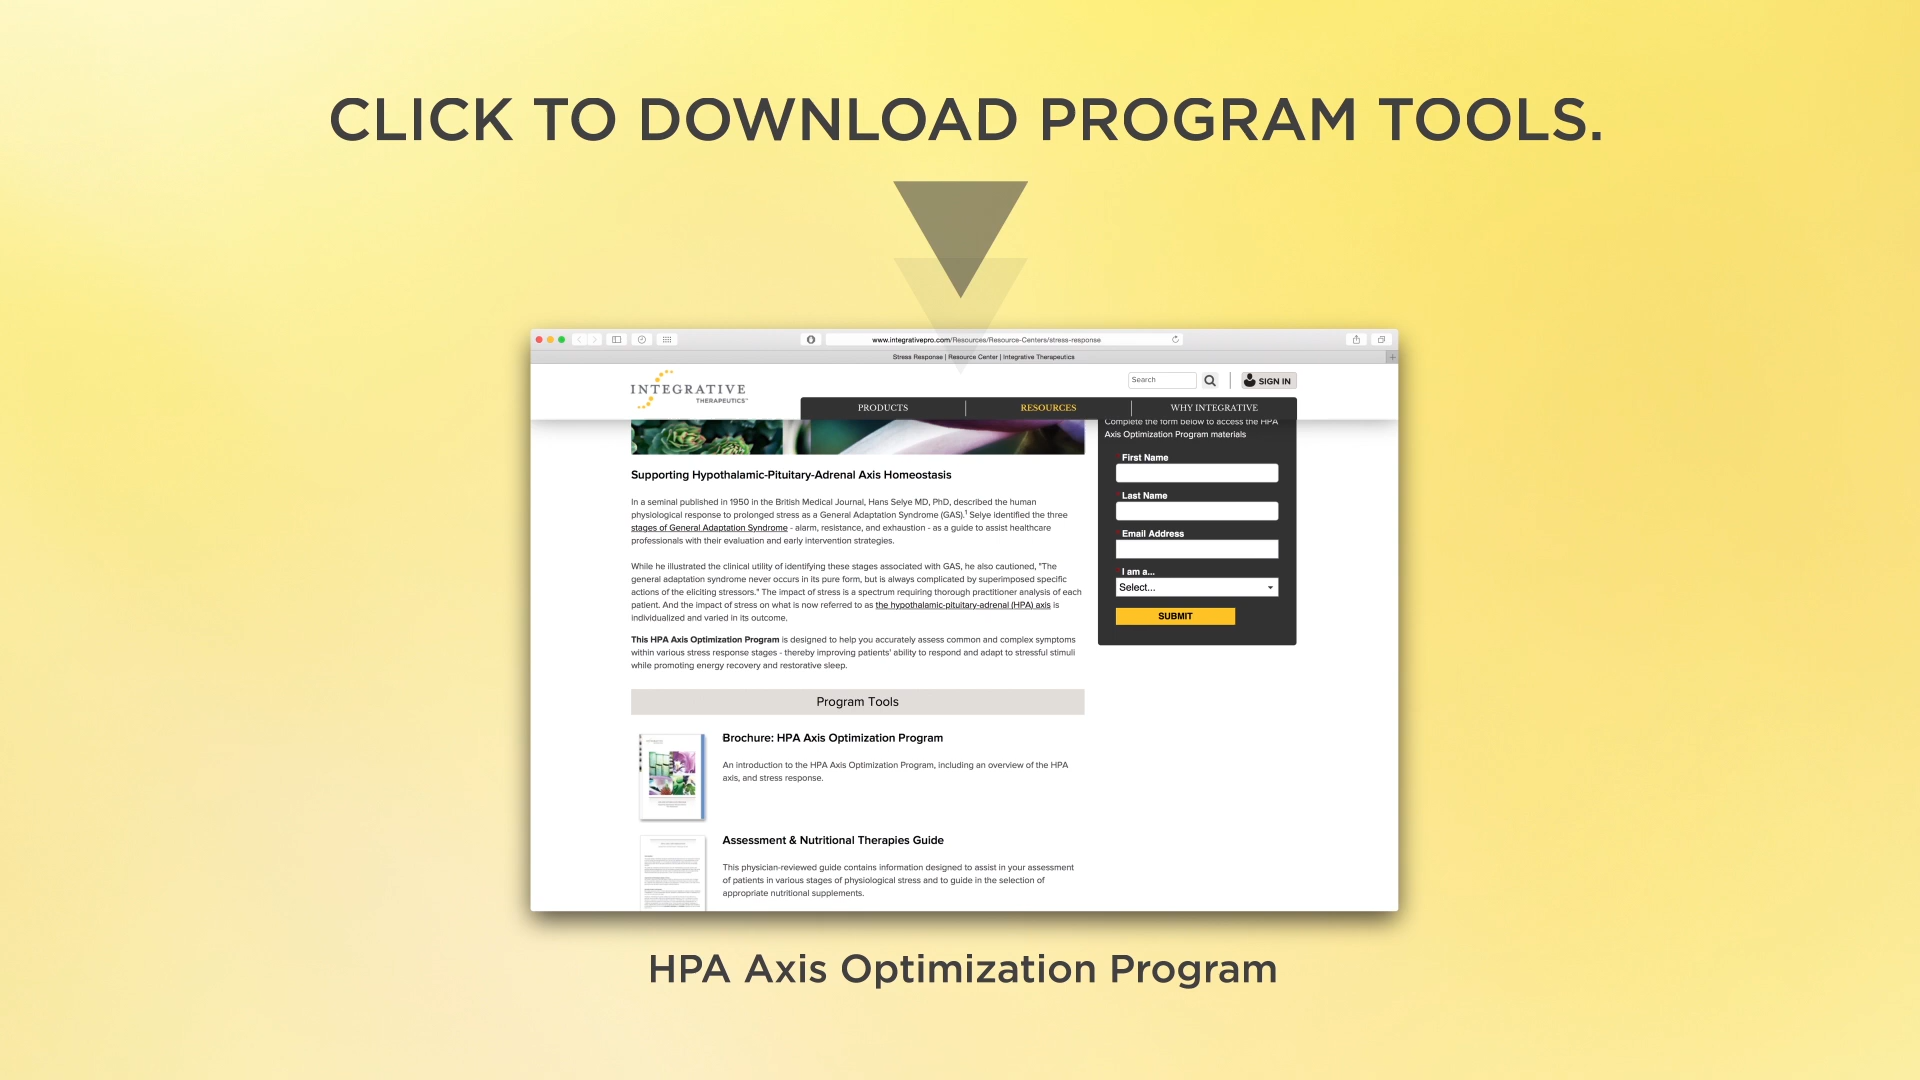 CLICK TO DOWNLOAD PROGRAM TOOLS.
www.integrativepro.com/Resources/Resource-Centers/stress-response
Stress Response | Resource Center | Integrative Therapeutics
INTEGRATIVE
THERAPEUTICS™
Search
SIGN IN
PRODUCTS
RESOURCES
WHY INTEGRATIVE
Supporting Hypothalamic-Pituitary-Adrenal Axis Homeostasis
In a seminal published in 1950 in the British Medical Journal, Hans Selye MD, PhD, described the human
physiological response to prolonged stress as a General Adaptation Syndrome (GAS).¹ Selye identified the three
stages of General Adaptation Syndrome - alarm, resistance, and exhaustion - as a guide to assist healthcare
professionals with their evaluation and early intervention strategies.
While he illustrated the clinical utility of identifying these stages associated with GAS, he also cautioned, "The
general adaptation syndrome never occurs in its pure form, but is always complicated by superimposed specific
actions of the eliciting stressors." The impact of stress is a spectrum requiring thorough practitioner analysis of each
patient. And the impact of stress on what is now referred to as the hypothalamic-pituitary-adrenal (HPA) axis is
individualized and varied in its outcome.
This HPA Axis Optimization Program is designed to help you accurately assess common and complex symptoms
within various stress response stages - thereby improving patients' ability to respond and adapt to stressful stimuli
while promoting energy recovery and restorative sleep.
Complete the form below to access the HPA
Axis Optimization Program materials
* First Name
* Last Name
* Email Address
* I am a...
Select...
SUBMIT
Program Tools
Brochure: HPA Axis Optimization Program
An introduction to the HPA Axis Optimization Program, including an overview of the HPA
axis, and stress response.
Assessment & Nutritional Therapies Guide
This physician-reviewed guide contains information designed to assist in your assessment
of patients in various stages of physiological stress and to guide in the selection of
appropriate nutritional supplements.
HPA Axis Optimization Program